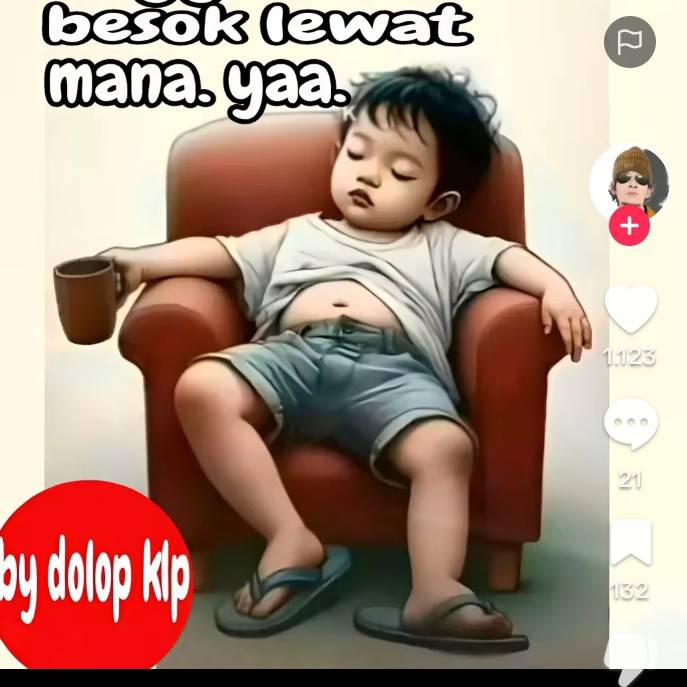 besok lewat
mana. yaa.
1.123
21
132
by dolop klp